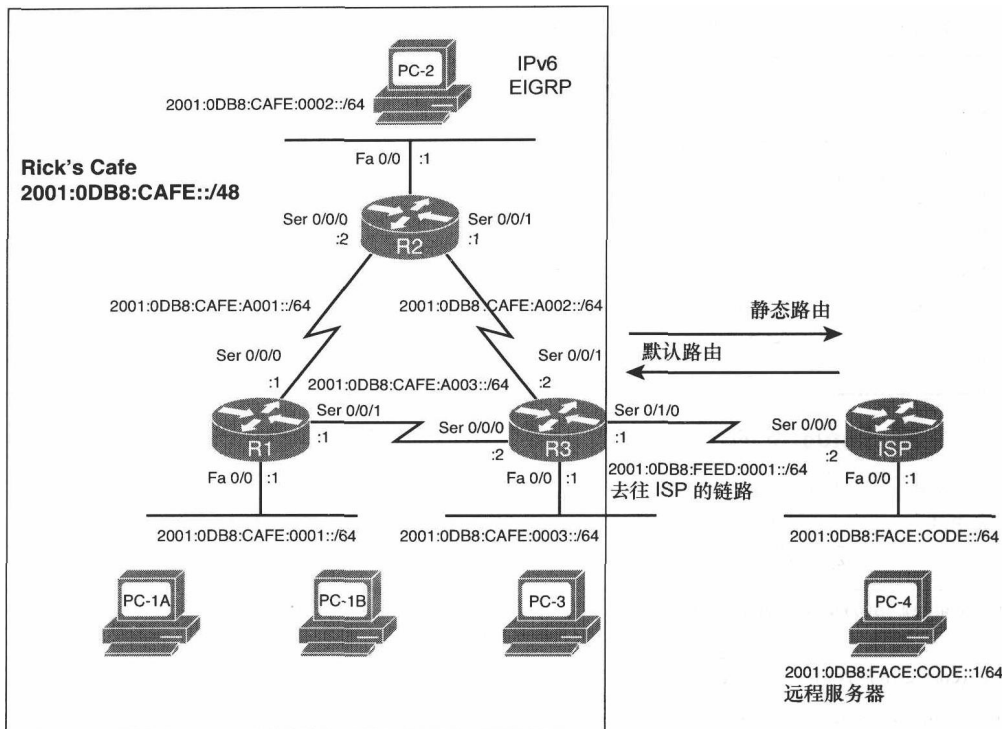 PC-2
IPv6
EIGRP
2001:0DB8:CAFE:0002::/64
Fa 0/0
:1
Rick's Cafe
2001:0DB8:CAFE::/48
Ser 0/0/0
:2
Ser 0/0/1
:1
R2
2001:0DB8:CAFE:A001::/64
2001:0DB8:CAFE:A002::/64
静态路由
默认路由
Ser 0/0/0
:1
Ser 0/0/1
:2
2001:0DB8:CAFE:A003::/64
R1
Ser 0/0/1
:1
Ser 0/0/0
:2
R3
Ser 0/1/0
:1
Ser 0/0/0
:2
ISP
Fa 0/0
:1
Fa 0/0
:1
2001:0DB8:FEED:0001::/64
去往 ISP 的链路
Fa 0/0
:1
2001:0DB8:CAFE:0001::/64
2001:0DB8:CAFE:0003::/64
2001:0DB8:FACE:CODE::/64
PC-1A
PC-1B
PC-3
PC-4
2001:0DB8:FACE:CODE::1/64
远程服务器